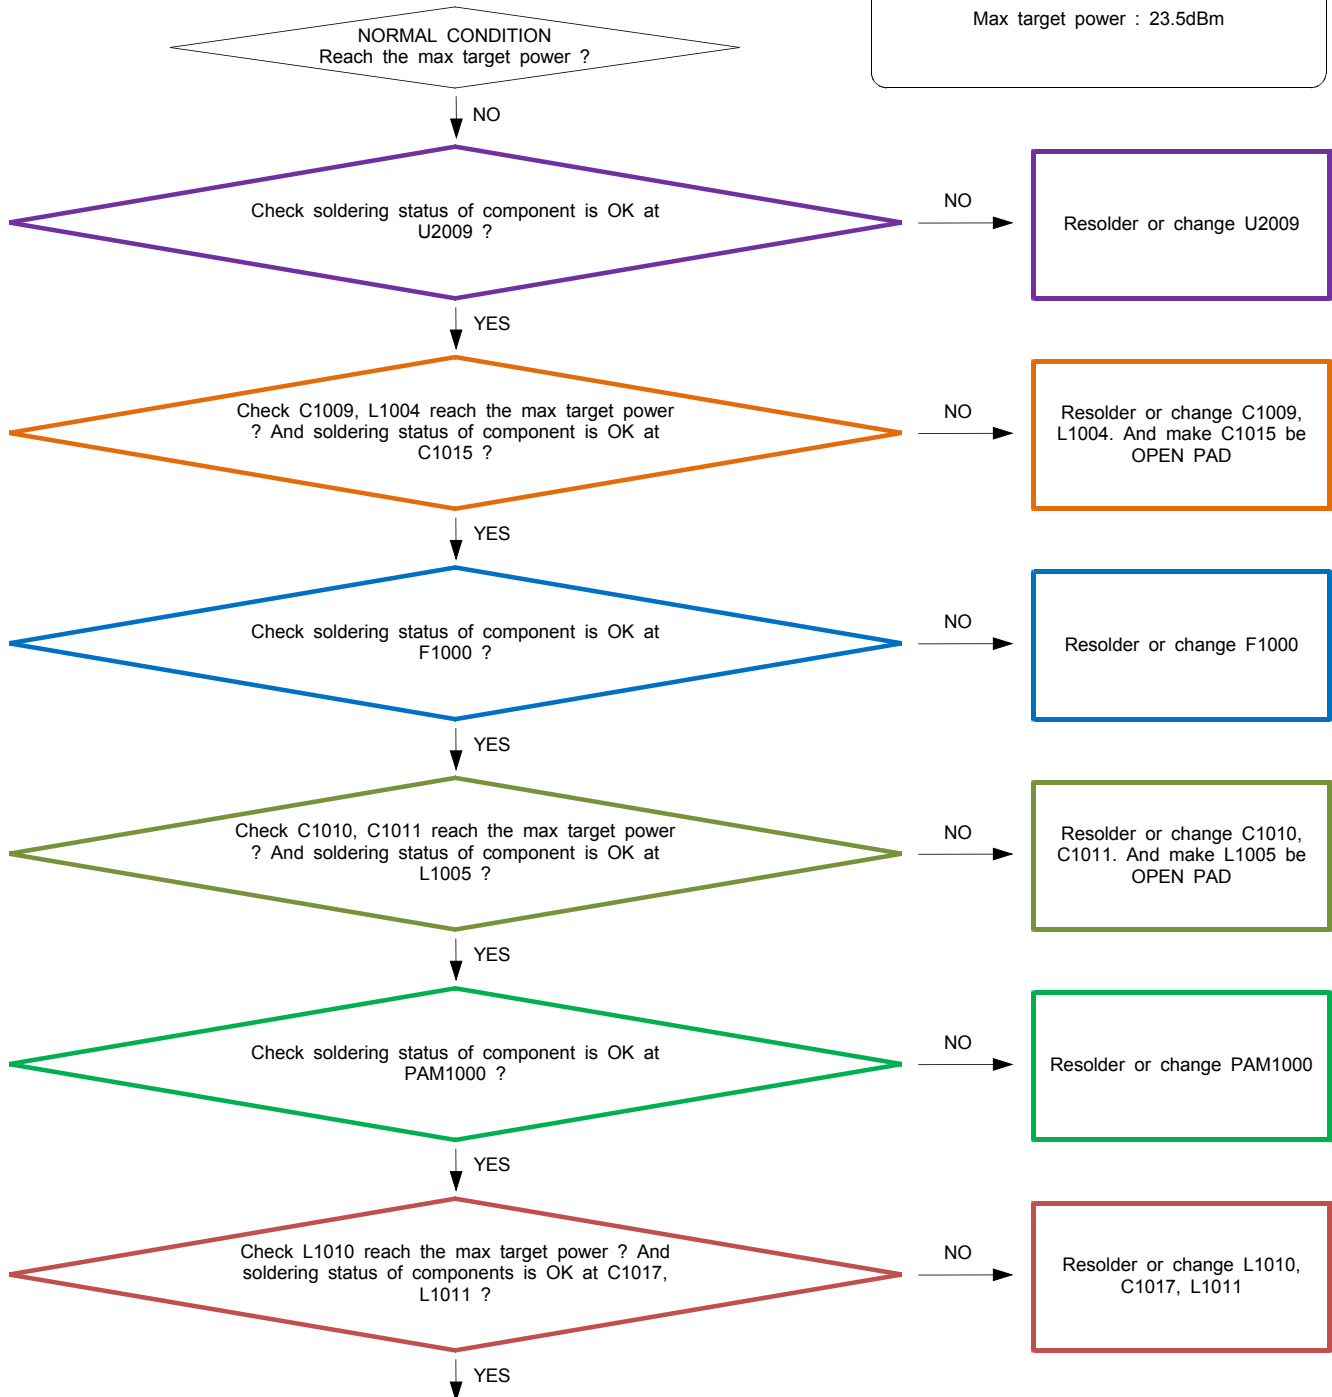 Max target power : 23.5dBm
NORMAL CONDITION
Reach the max target power ?
NO
Check soldering status of component is OK at
U2009 ?
NO
Resolder or change U2009
YES
Check C1009, L1004 reach the max target power
? And soldering status of component is OK at
C1015 ?
NO
Resolder or change C1009,
L1004. And make C1015 be
OPEN PAD
YES
Check soldering status of component is OK at
F1000 ?
NO
Resolder or change F1000
YES
Check C1010, C1011 reach the max target power
? And soldering status of component is OK at
L1005 ?
NO
Resolder or change C1010,
C1011. And make L1005 be
OPEN PAD
YES
Check soldering status of component is OK at
PAM1000 ?
NO
Resolder or change PAM1000
YES
Check L1010 reach the max target power ? And
soldering status of components is OK at C1017,
L1011 ?
NO
Resolder or change L1010,
C1017, L1011
YES